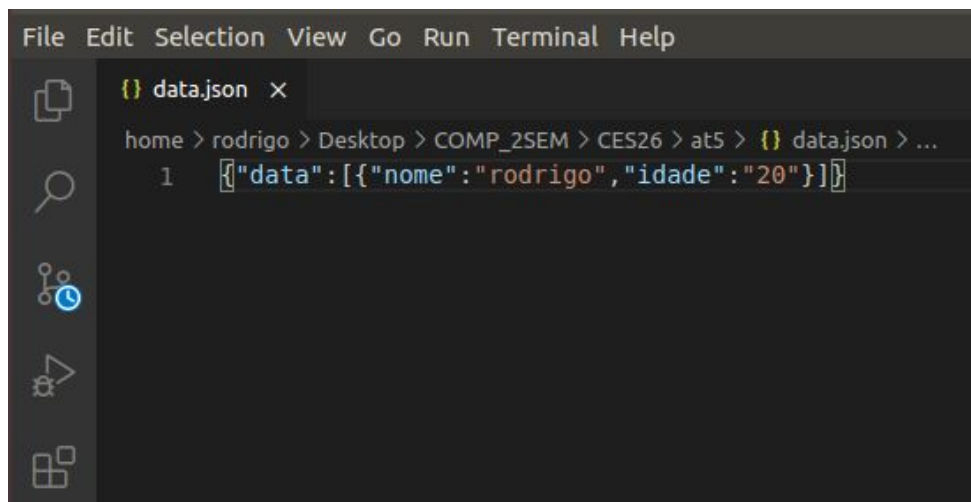 File Edit Selection View Go Run Terminal Help
{} data.json ×
home > rodrigo > Desktop > COMP_2SEM > CES26 > at5 > {} data.json > ...
1 {"data":[{"nome":"rodrigo","idade":"20"}]}